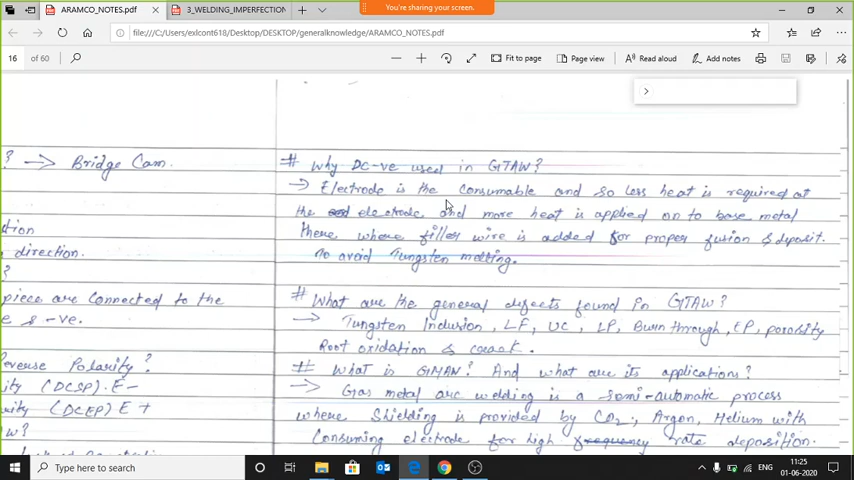 ARAMCO_NOTES.pdf
3_WELDING_IMPERFECTION
You're sharing your screen.
file:///C:/Users/exlcont618/Desktop/DESKTOP/generalknowledge/ARAMCO_NOTES.pdf
16 of 60
Fit to page
Page view
Read aloud
Add notes
? → Bridge Cam.
tion
direction.
?
piece are connected to the
e & -ve.
everse Polarity?
ity (DCSP). E-
rity (DCEP) E+
w?
# Why DC-ve used in GTAW?
→ Electrode is the consumable and so less heat is required at
the electrode and more heat is applied on to base metal
there where filler wire is added for proper fusion & deposit.
To avoid Tungsten melting.
# What are the general defects found in GTAW?
→ Tungsten Inclusion, LF, UC, LP, Burn through, EP, porosity
Root oxidation & crack.
# What is GMAW? And what are its applications?
→ Gas metal arc welding is a semi-automatic process
where Shielding is provided by CO2, Argon, Helium with
Consuming electrode for high rate deposition.
Type here to search
ENG
11:25
01-06-2020